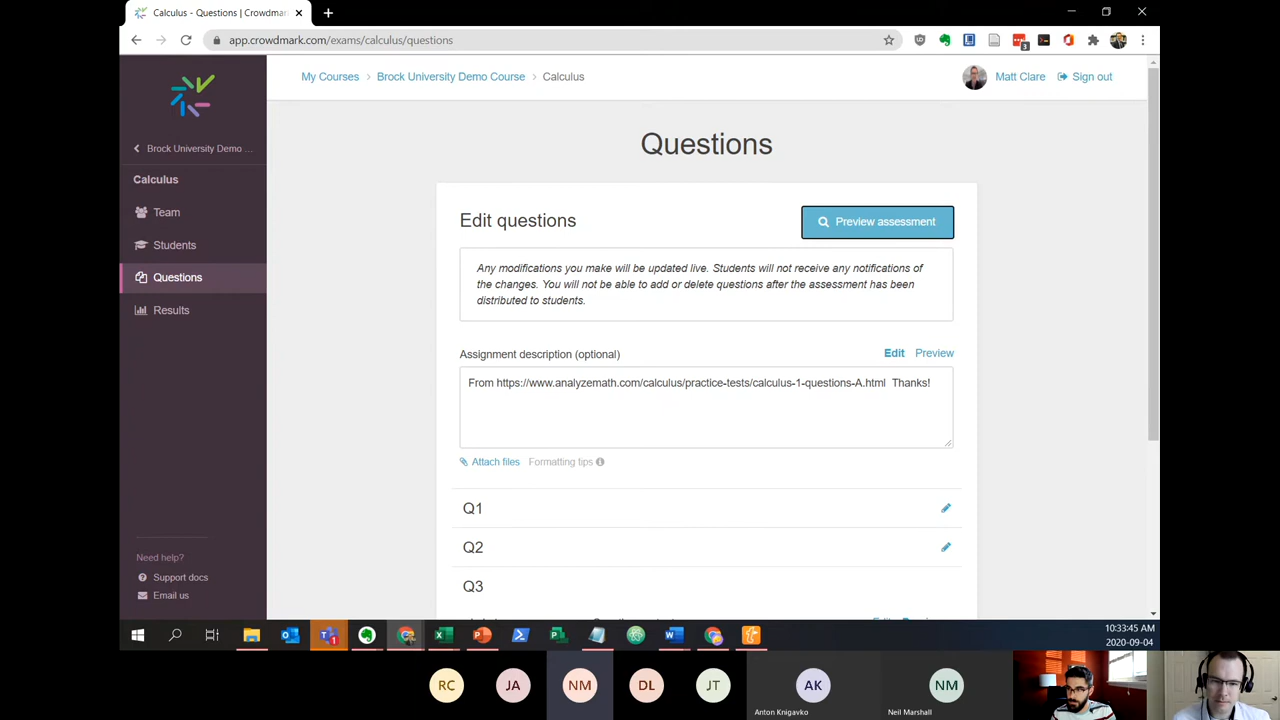 Calculus - Questions | Crowdmar
app.crowdmark.com/exams/calculus/questions
3
My Courses
Brock University Demo Course
Calculus
Matt Clare
Sign out
Brock University Demo ...
Calculus
Team
Students
Questions
Results
Need help?
Support docs
Email us
Questions
Edit questions
Preview assessment
Any modifications you make will be updated live. Students will not receive any notifications of
the changes. You will not be able to add or delete questions after the assessment has been
distributed to students.
Assignment description (optional)
Edit Preview
From https://www.analyzemath.com/calculus/practice-tests/calculus-1-questions-A.html Thanks!
Attach files Formatting tips
Q1
Q2
Q3
10:33:45 AM
2020-09-04
RC
JA
NM
DL
JT
AK
NM
Anton Knigavko
Neil Marshall